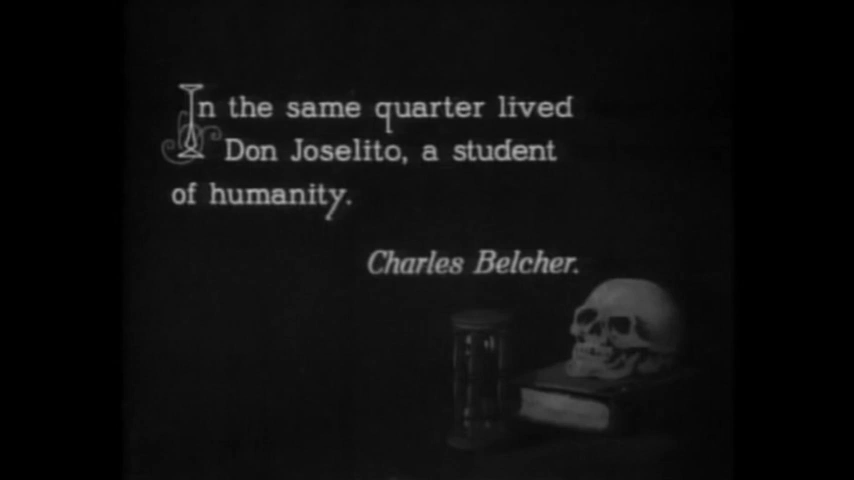 In the same quarter lived
Don Joselito, a student
of humanity.
Charles Belcher.